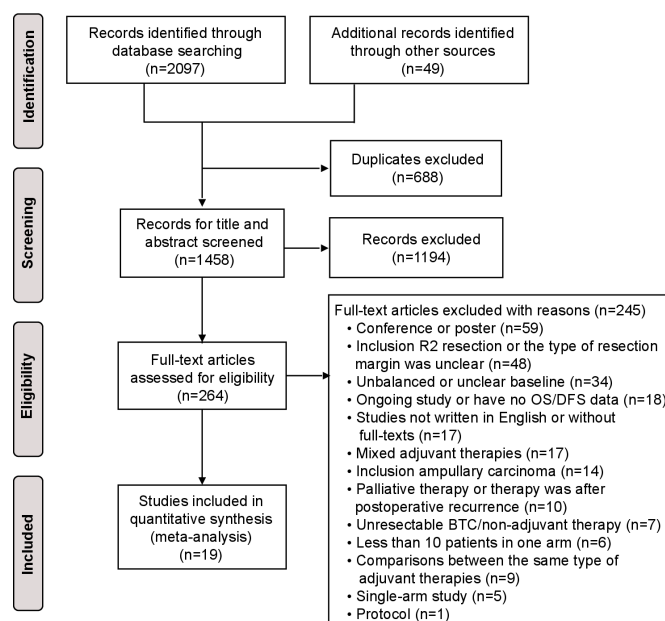 Identification
Records identified through
database searching
(n=2097)
Additional records identified
through other sources
(n=49)
Duplicates excluded
(n=688)
Screening
Records for title and
abstract screened
(n=1458)
Records excluded
(n=1194)
Eligibility
Full-text articles
assessed for eligibility
(n=264)
Full-text articles excluded with reasons (n=245)
• Conference or poster (n=59)
• Inclusion R2 resection or the type of resection
margin was unclear (n=48)
• Unbalanced or unclear baseline (n=34)
• Ongoing study or have no OS/DFS data (n=18)
• Studies not written in English or without
full-texts (n=17)
• Mixed adjuvant therapies (n=17)
• Inclusion ampullary carcinoma (n=14)
• Palliative therapy or therapy was after
postoperative recurrence (n=10)
• Unresectable BTC/non-adjuvant therapy (n=7)
• Less than 10 patients in one arm (n=6)
• Comparisons between the same type of
adjuvant therapies (n=9)
• Single-arm study (n=5)
• Protocol (n=1)
Included
Studies included in
quantitative synthesis
(meta-analysis)
(n=19)